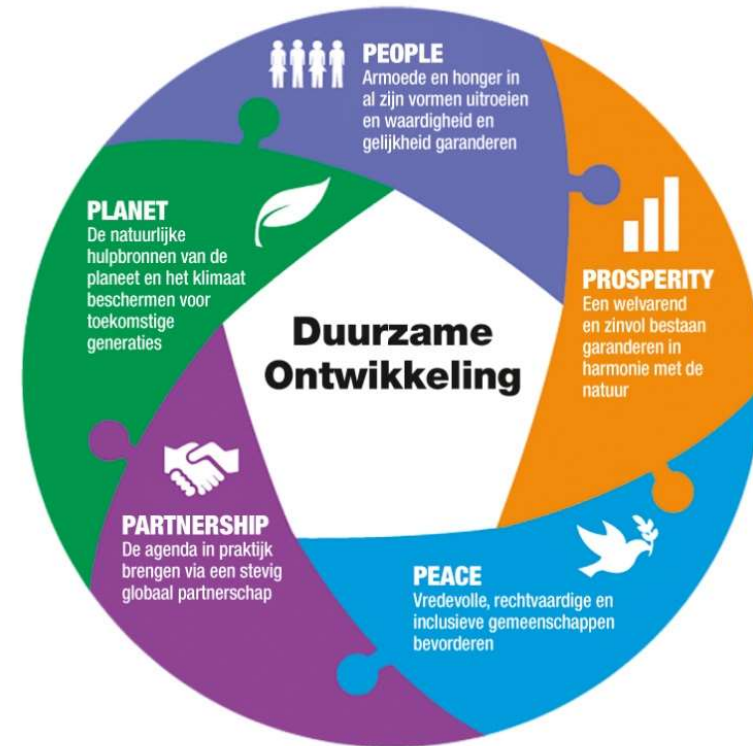 PEOPLE
Armoede en honger in
al zijn vormen uitroeien
en waardigheid en
gelijkheid garanderen
PROSPERITY
Een welvarend
en zinvol bestaan
garanderen in
harmonie met de
natuur
PEACE
Vredevolle, rechtvaardige en
inclusieve gemeenschappen
bevorderen
PARTNERSHIP
De agenda in praktijk
brengen via een stevig
globaal partnerschap
PLANET
De natuurlijke
hulpbronnen van de
planeet en het klimaat
beschermen voor
toekomstige
generaties
Duurzame
Ontwikkeling